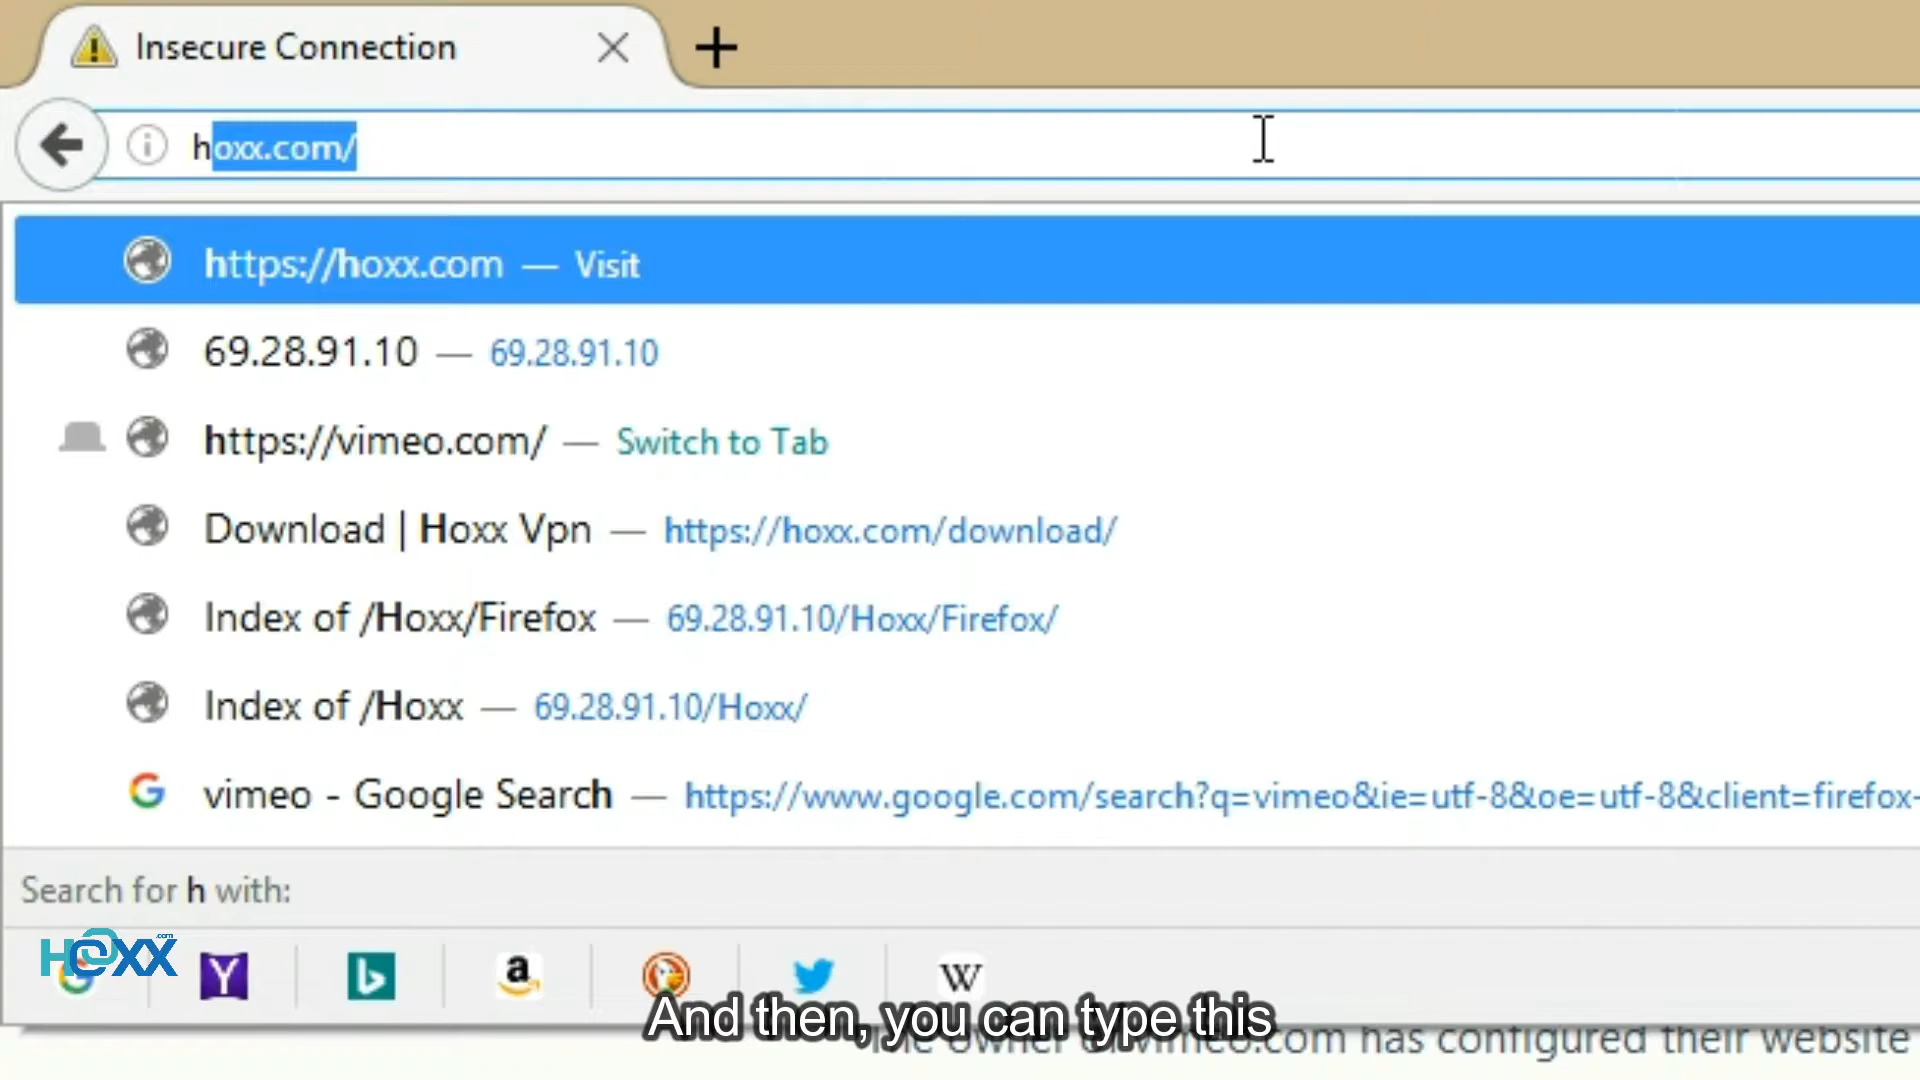 Insecure Connection
hoxx.com/
https://hoxx.com — Visit
69.28.91.10 — 69.28.91.10
https://vimeo.com/ — Switch to Tab
Download | Hoxx Vpn — https://hoxx.com/download/
Index of /Hoxx/Firefox — 69.28.91.10/Hoxx/Firefox/
Index of /Hoxx — 69.28.91.10/Hoxx/
vimeo - Google Search — https://www.google.com/search?q=vimeo&ie=utf-8&oe=utf-8&client=firefox-
Search for h with:
HOXX.com
And then, you can type this
owner of vimeo.com has configured their website